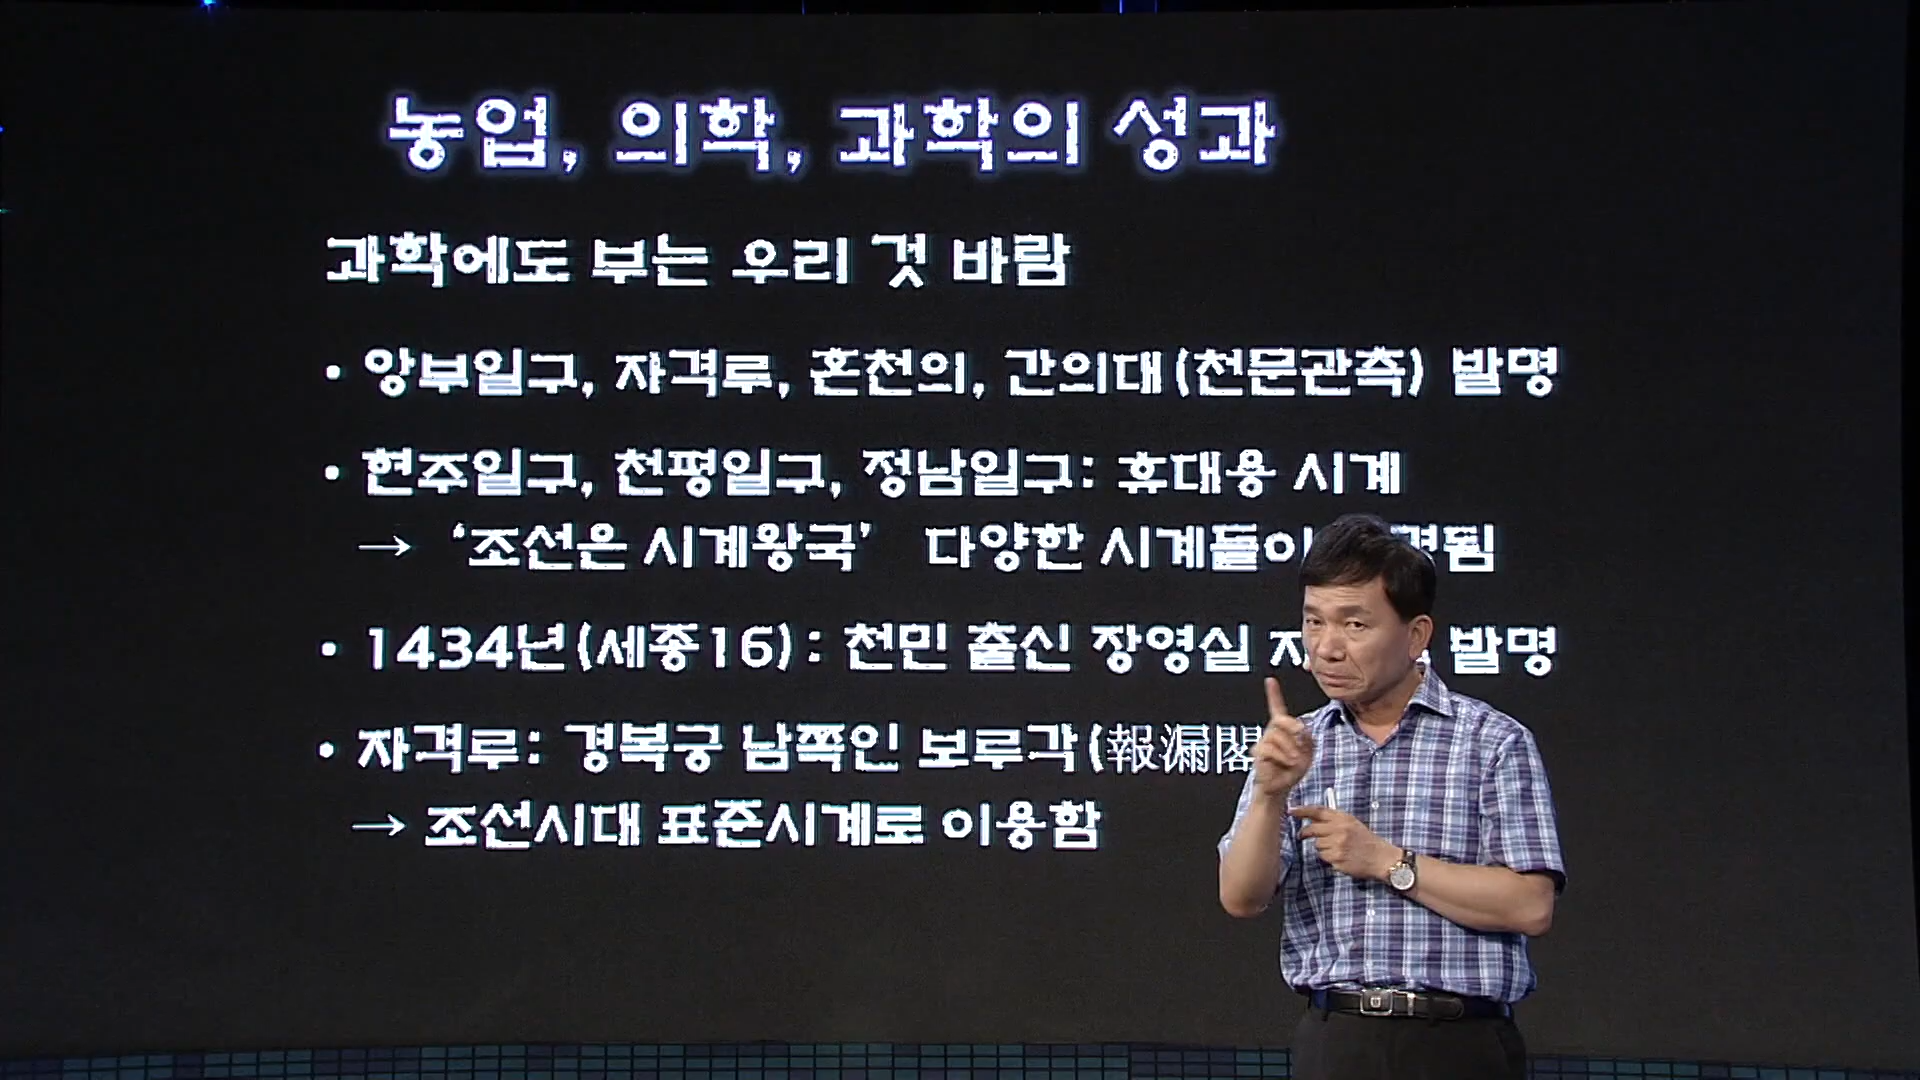 농업, 의학, 과학의 성과
과학에도 부는 우리 것 바람
• 앙부일구, 자격루, 혼천의, 간의대(천문관측) 발명
• 현주일구, 천평일구, 정남일구: 휴대용 시계
→ ‘조선은 시계왕국’ 다양한 시계들이
• 1434년(세종16): 천민 출신 장영실 발명
• 자격루: 경복궁 남쪽인 보루각(報漏閣
→ 조선시대 표준시계로 이용함